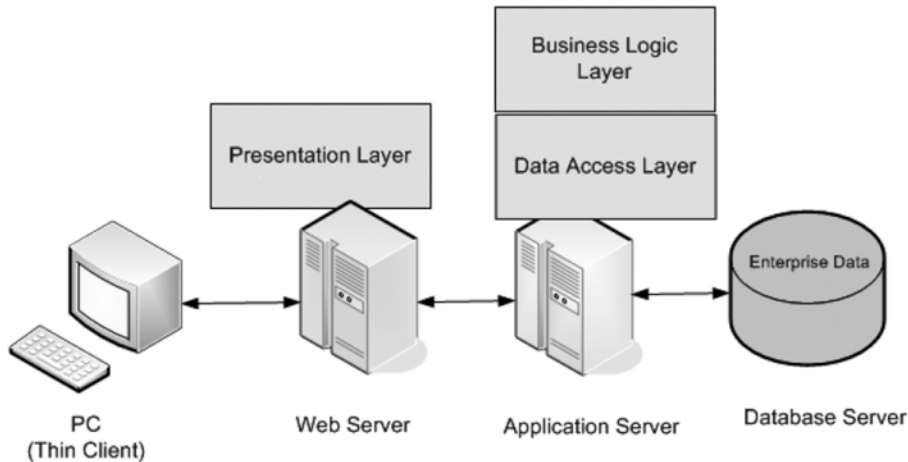 Business Logic
Layer
Presentation Layer
Data Access Layer
Enterprise Data
PC
(Thin Client)
Web Server
Application Server
Database Server